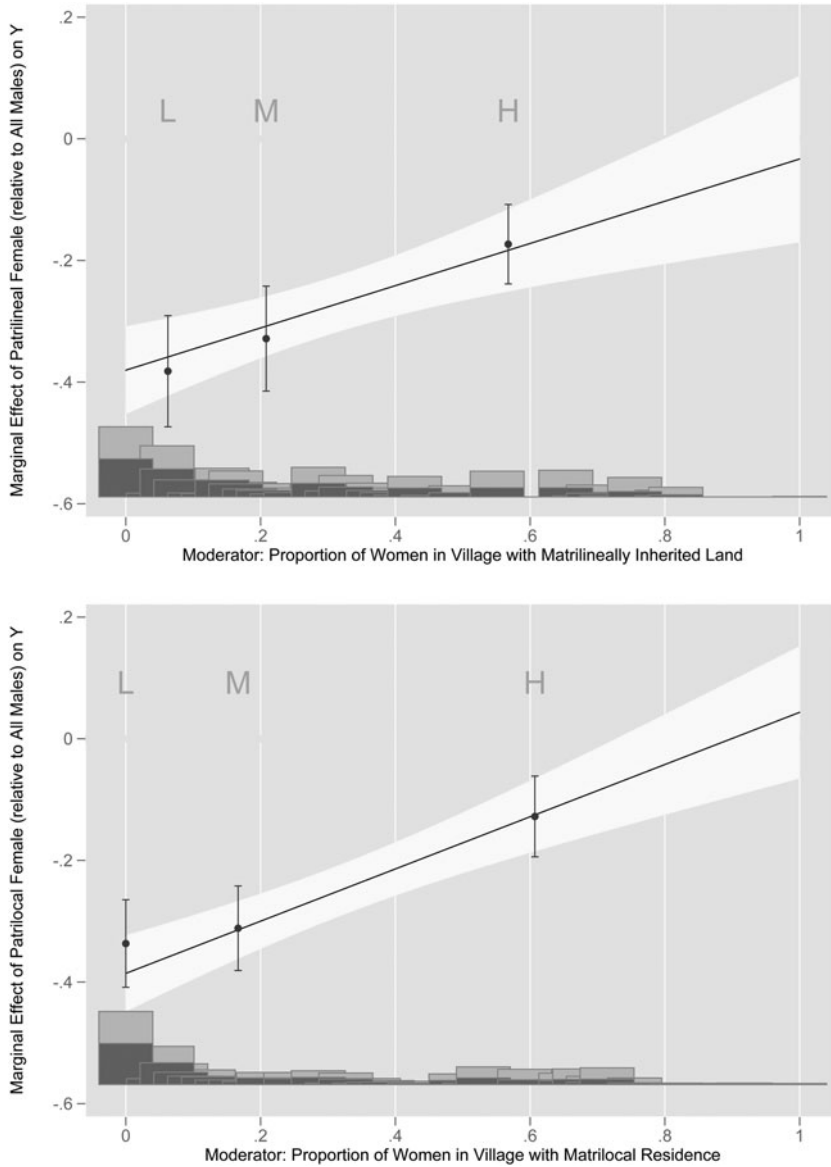 Marginal Effect of Patrilineal Female (relative to All Males) on Y
.2
0
-.2
-.4
-.6
L M H
0 .2 .4 .6 .8 1
Moderator: Proportion of Women in Village with Matrilineally Inherited Land
Marginal Effect of Patrilocal Female (relative to All Males) on Y
.2
0
-.2
-.4
-.6
L M H
0 .2 .4 .6 .8 1
Moderator: Proportion of Women in Village with Matrilocal Residence